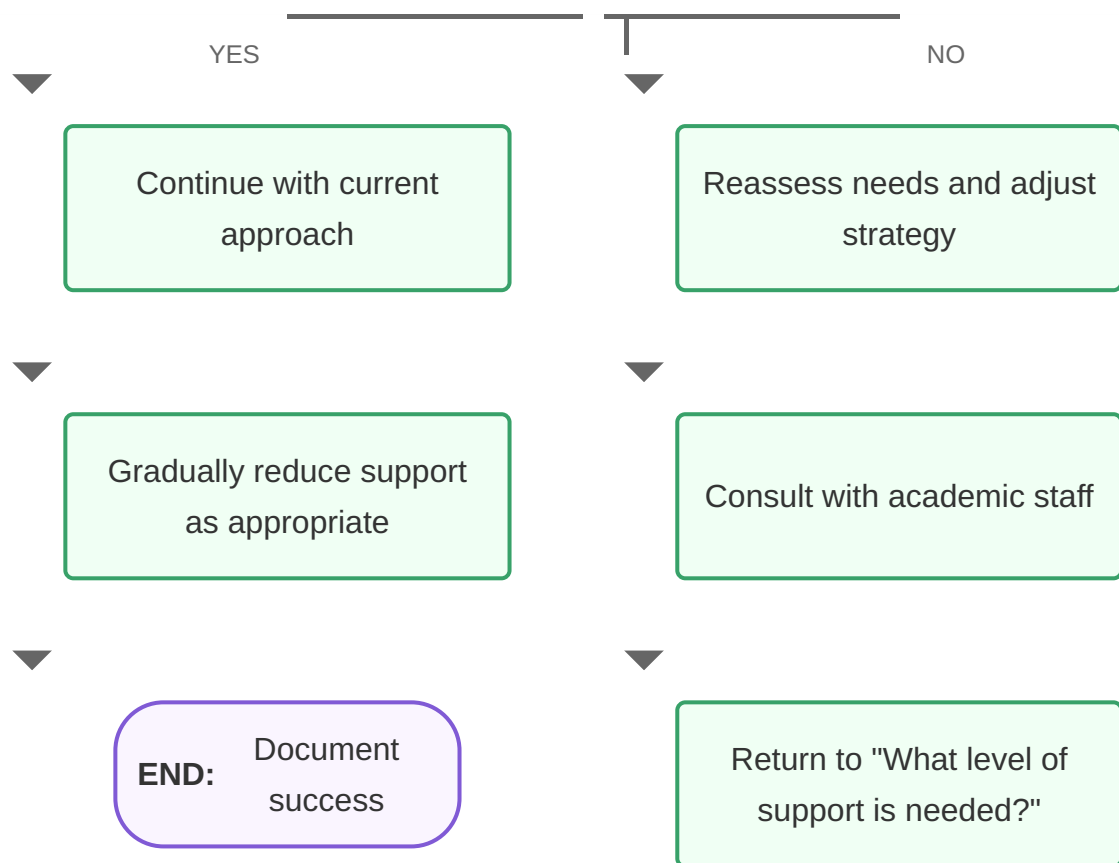 YES
NO
Continue with current
approach
Reassess needs and adjust
strategy
Gradually reduce support
as appropriate
Consult with academic staff
END:
Document
success
Return to "What level of
support is needed?"